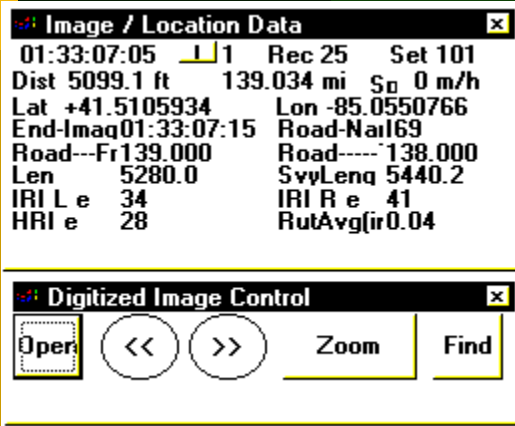 Image / Location Data
01:33:07:05 1 Rec 25 Set 101
Dist 5099.1 ft 139.034 mi Sp 0 m/h
Lat +41.5105934 Lon -85.0550766
End-Imag01:33:07:15 Road-NaI69
Road---Fr139.000 Road-----138.000
Len 5280.0 SvyLeng 5440.2
IRI L e 34 IRI R e 41
HRI e 28 RutAvg(in0.04
Digitized Image Control
Open << >> Zoom Find